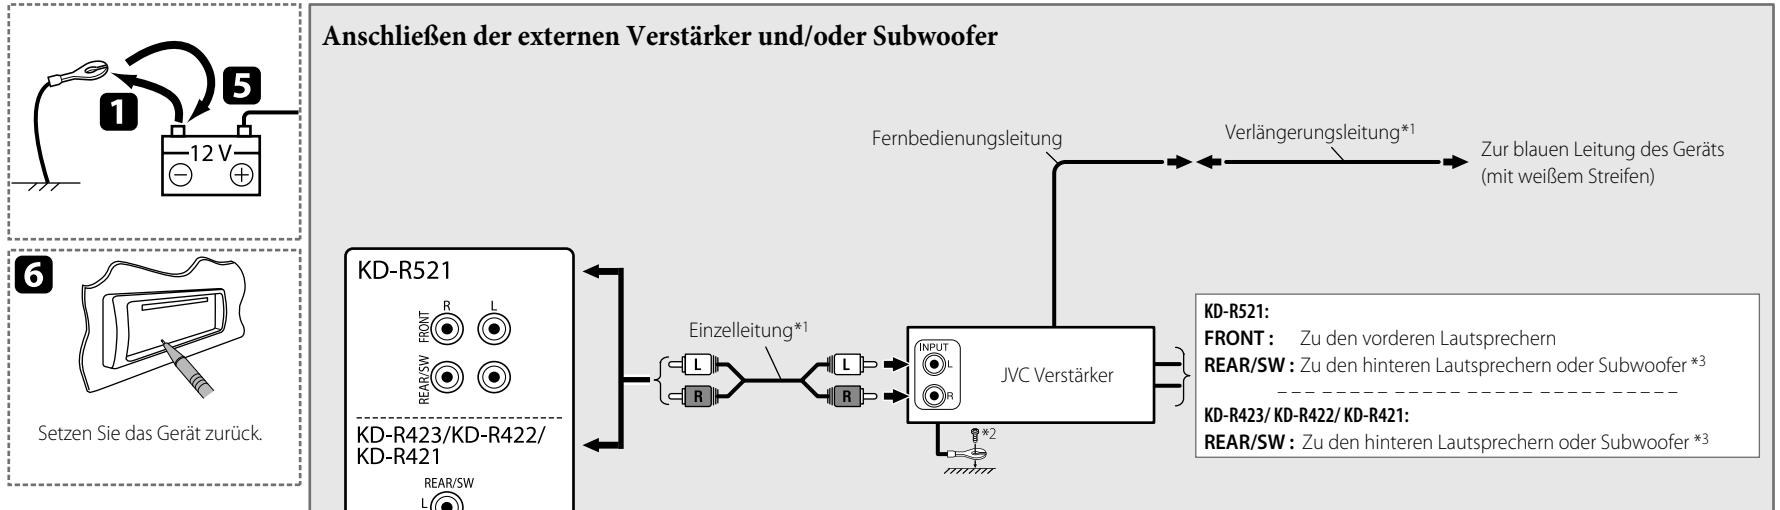 1
5
12 V
6
Setzen Sie das Gerät zurück.
Anschließen der externen Verstärker und/oder Subwoofer
Fernbedienungsleitung
Verlängerungsleitung*1
Zur blauen Leitung des Geräts
(mit weißem Streifen)
KD-R521
R L
FRONT
REAR/SW
KD-R423/KD-R422/
KD-R421
REAR/SW
L
Einzelleitung*1
L
R
L
R
INPUT
L
R
JVC Verstärker
*2
KD-R521:
FRONT : Zu den vorderen Lautsprechern
REAR/SW : Zu den hinteren Lautsprechern oder Subwoofer *3
KD-R423/ KD-R422/ KD-R421:
REAR/SW : Zu den hinteren Lautsprechern oder Subwoofer *3